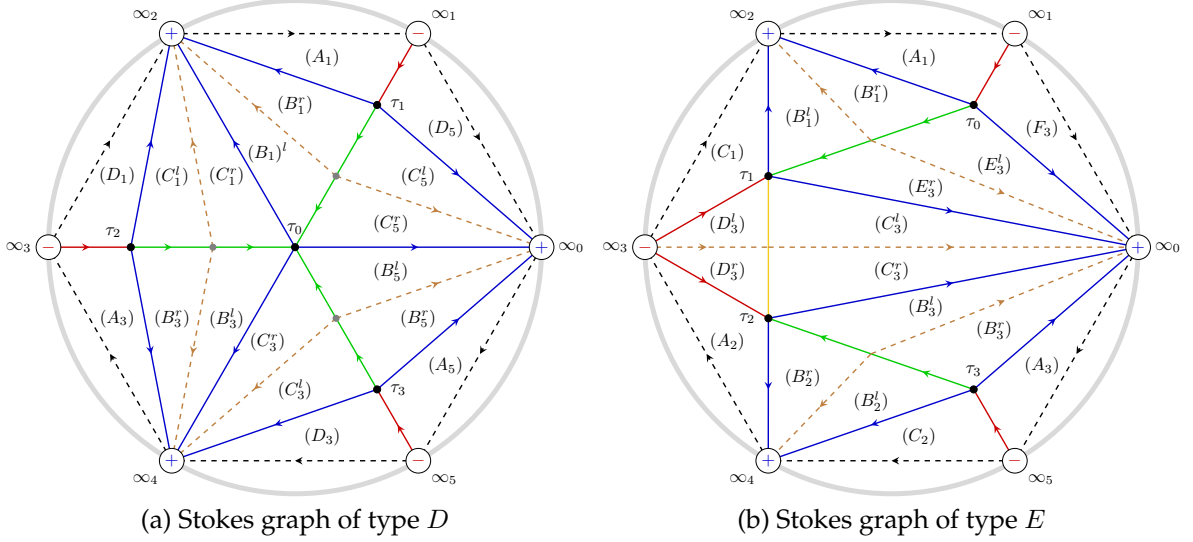 ∞₂ ∞₁ ∞₂ ∞₁
+ − + −
(A₁) (A₁)
(B₁ʳ) τ₁ (B₁ʳ) τ₀
(D₅) (B₁ˡ) (F₃)
(B₁)ˡ (C₁) (E₃ˡ)
(D₁) (C₁ˡ) (C₁ʳ) (C₅ˡ) τ₁ (E₃ʳ)
τ₂ τ₀ (C₅ʳ) (D₃ˡ) (C₃ˡ)
∞₃ − + ∞₀ ∞₃ − + ∞₀
(B₅ˡ) (D₃ʳ) (C₃ʳ)
(A₃) (B₃ʳ) (B₃ˡ) (B₅ʳ) τ₂ (B₃ˡ)
(C₃ʳ) (A₂) (B₃ʳ)
(A₅) (A₃)
(C₃ˡ) τ₃ (B₂ʳ) τ₃
(B₂ˡ)
(D₃) (C₂)
+ − + −
∞₄ ∞₅ ∞₄ ∞₅
(a) Stokes graph of type D
(b) Stokes graph of type E